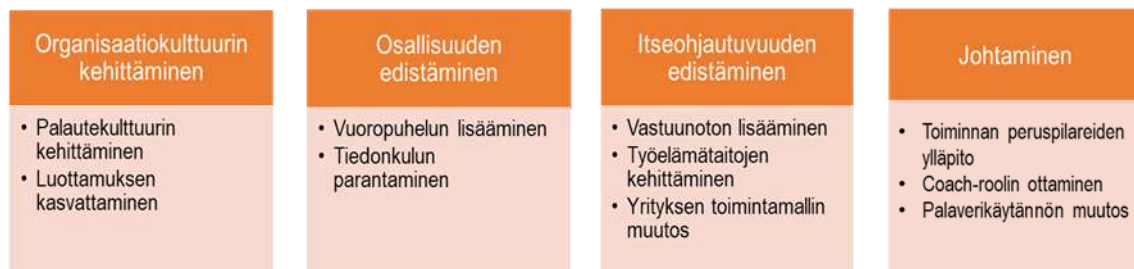 Organisaatiokulttuurin
kehittäminen
• Palautekulttuurin
kehittäminen
• Luottamuksen
kasvattaminen
Osallisuuden
edistäminen
• Vuoropuhelun lisääminen
• Tiedonkulun
parantaminen
Itseohjautuvuuden
edistäminen
• Vastuunoton lisääminen
• Työelämätaitojen
kehittäminen
• Yrityksen toimintamallin
muutos
Johtaminen
• Toiminnan peruspilareiden
ylläpito
• Coach-roolin ottaminen
• Palaverikäytännön muutos